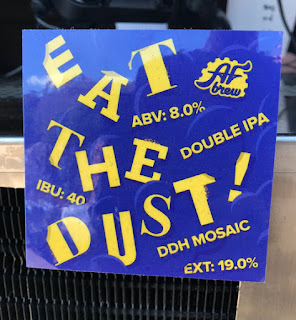 EAT
AF
Brew
ABV: 8.0%
THE
DOUBLE IPA
IBU: 40
DUST!
DDH MOSAIC
EXT: 19.0%